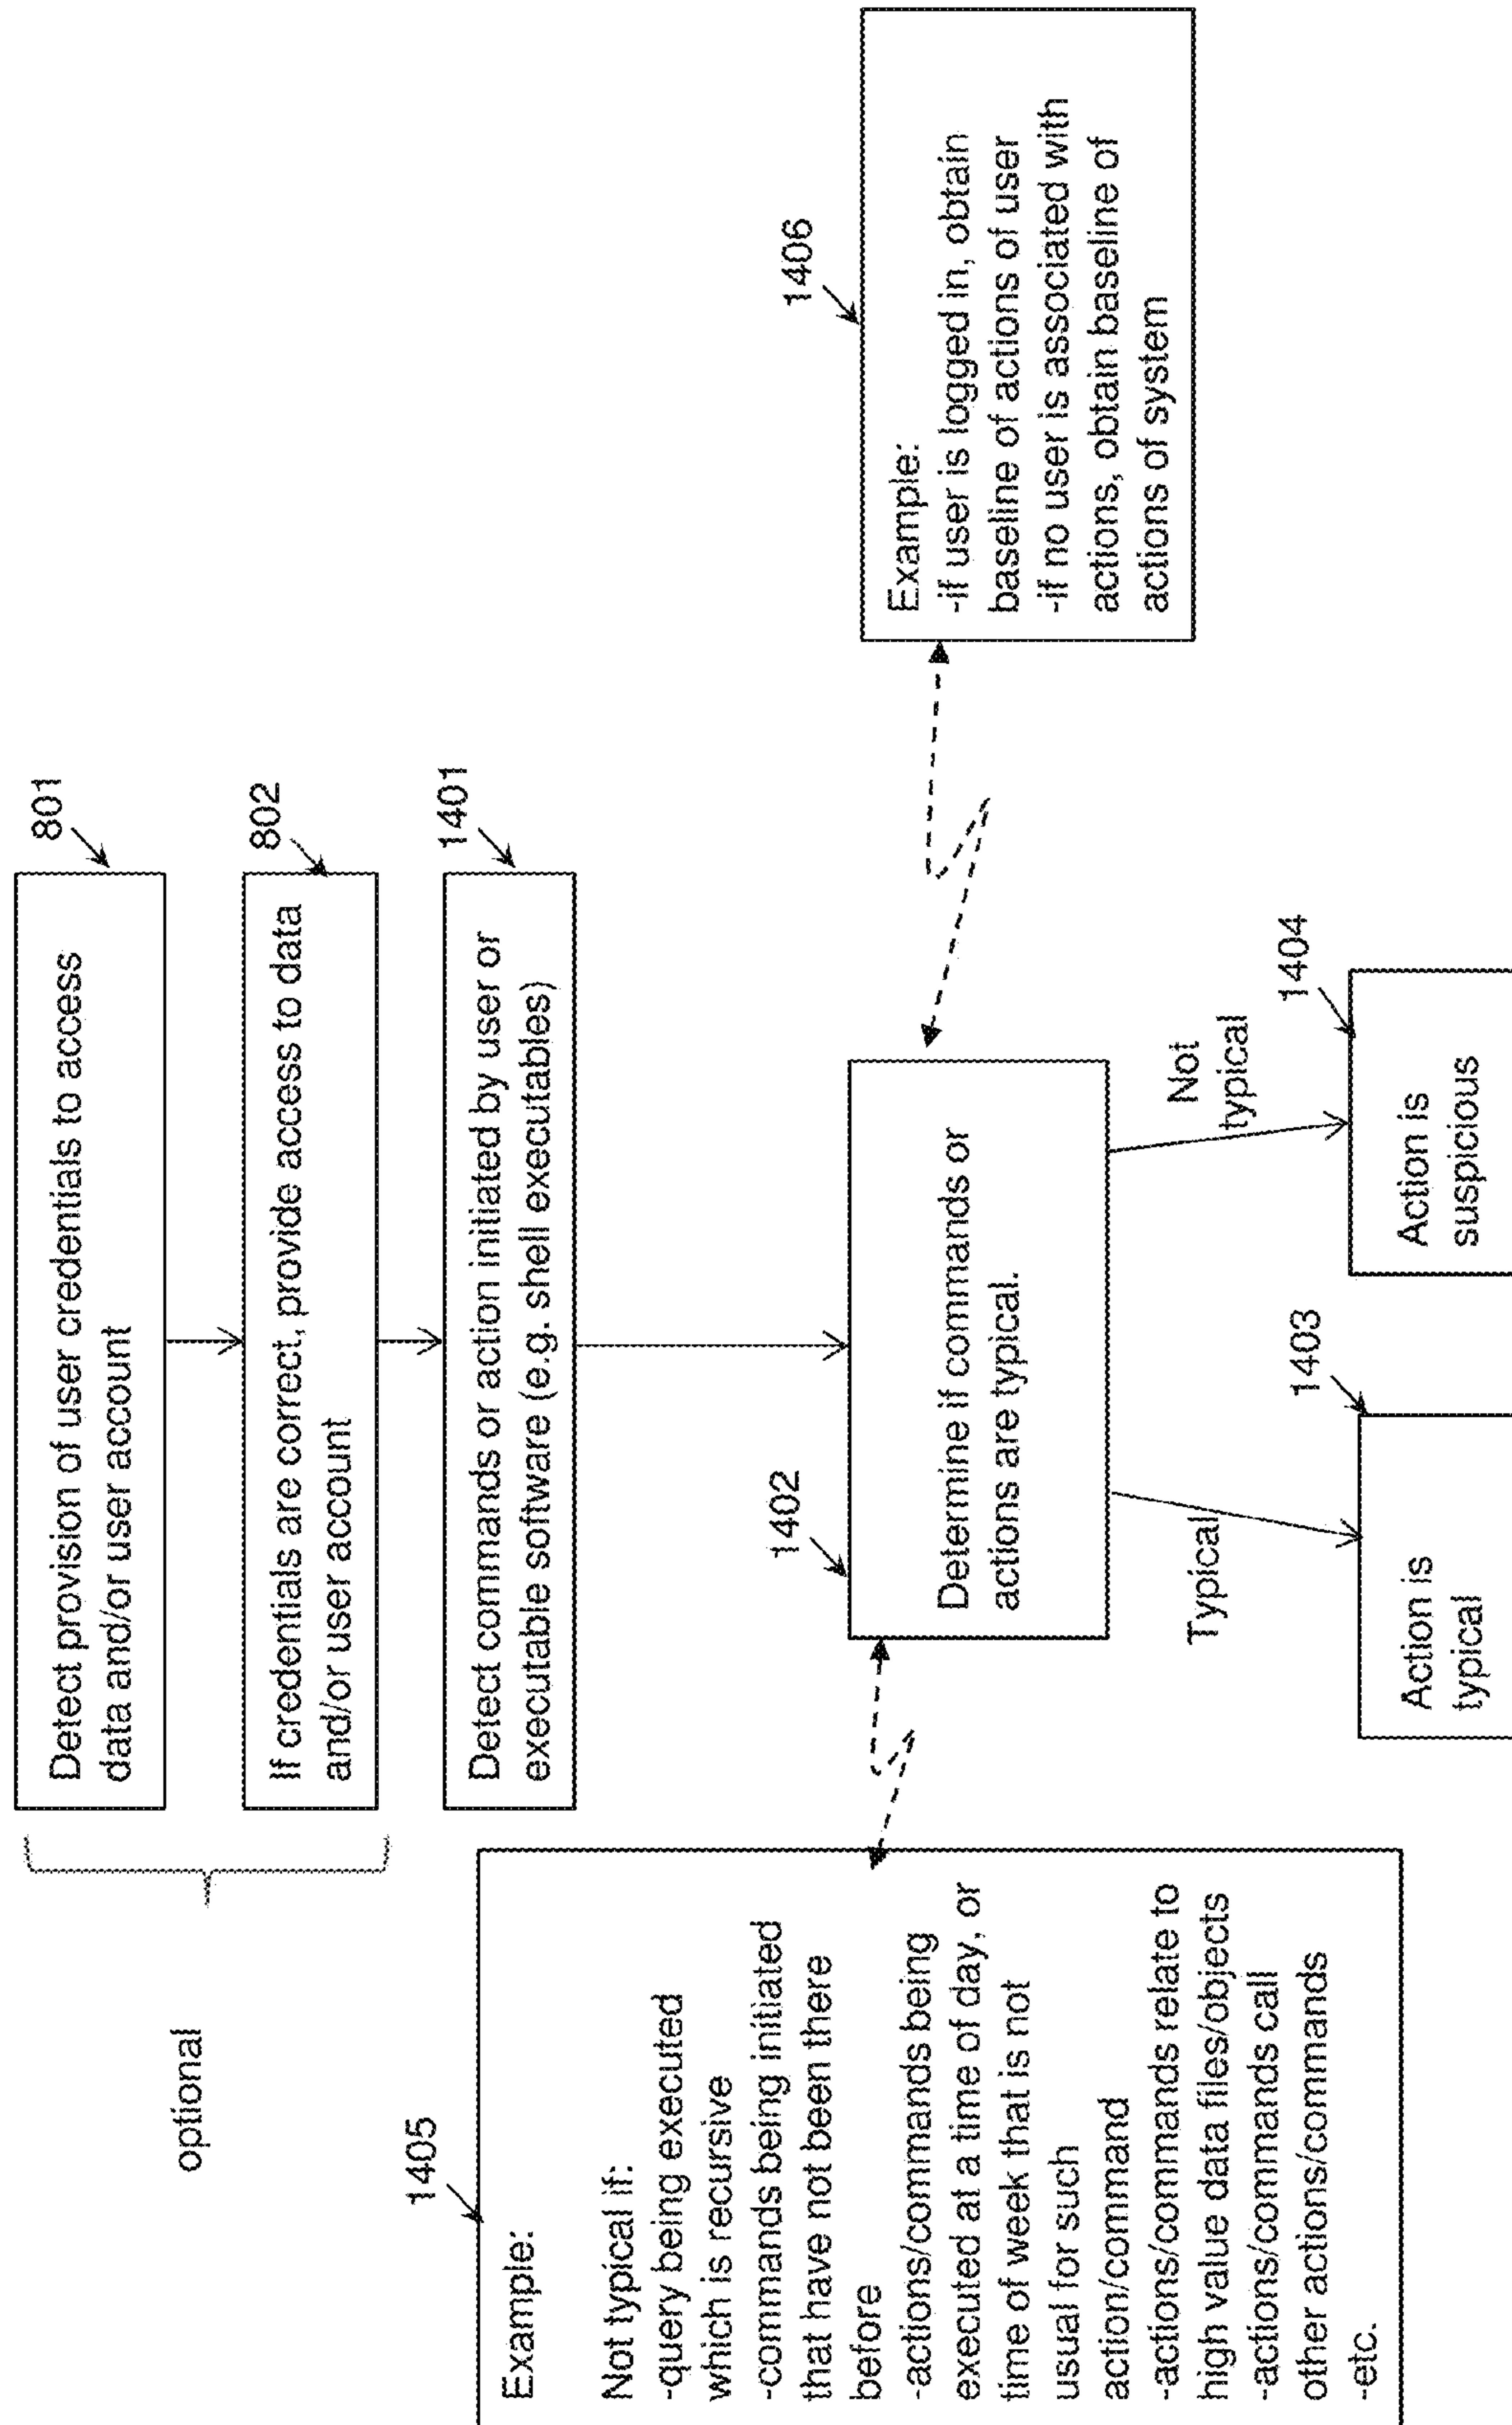 801
Detect provision of user credentials to access
data and/or user account
802
If credentials are correct, provide access to data
and/or user account
optional
1401
Detect commands or action initiated by user or
executable software (e.g. shell executables)
1405
Example:
Not typical if:
-query being executed
which is recursive
-commands being initiated
that have not been there
before
-actions/commands being
executed at a time of day, or
time of week that is not
usual for such
action/command
-actions/commands relate to
high value data files/objects
-actions/commands call
other actions/commands
-etc.
1402
Determine if commands or
actions are typical.
1406
Example:
-if user is logged in, obtain
baseline of actions of user
-if no user is associated with
actions, obtain baseline of
actions of system
Typical
Not
typical
1403
Action is
typical
1404
Action is
suspicious